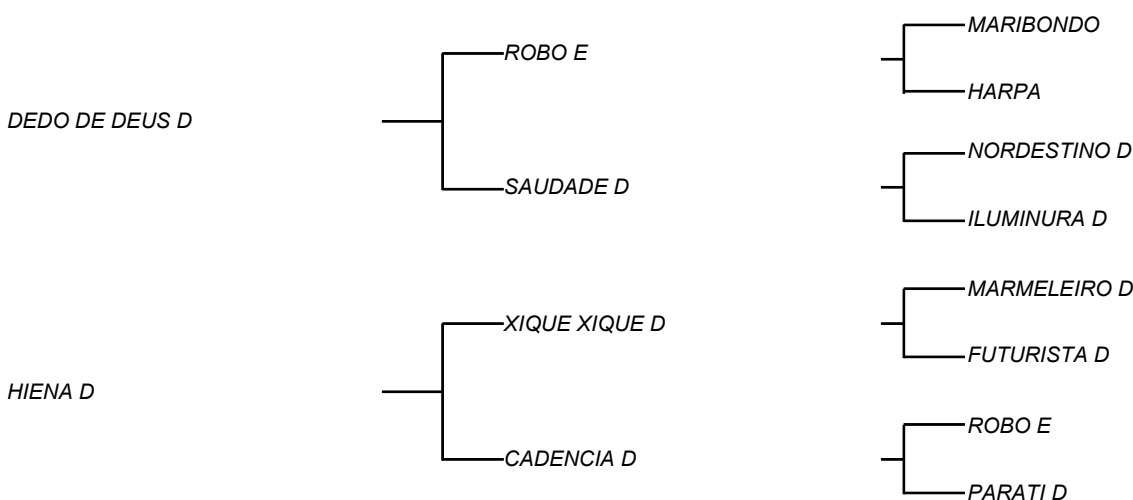 MARIBONDO
ROBO E
HARPA
DEDO DE DEUS D
NORDESTINO D
SAUDADE D
ILUMINURA D
MARMELEIRO D
XIQUE XIQUE D
FUTURISTA D
HIENA D
ROBO E
CADENCIA D
PARATI D